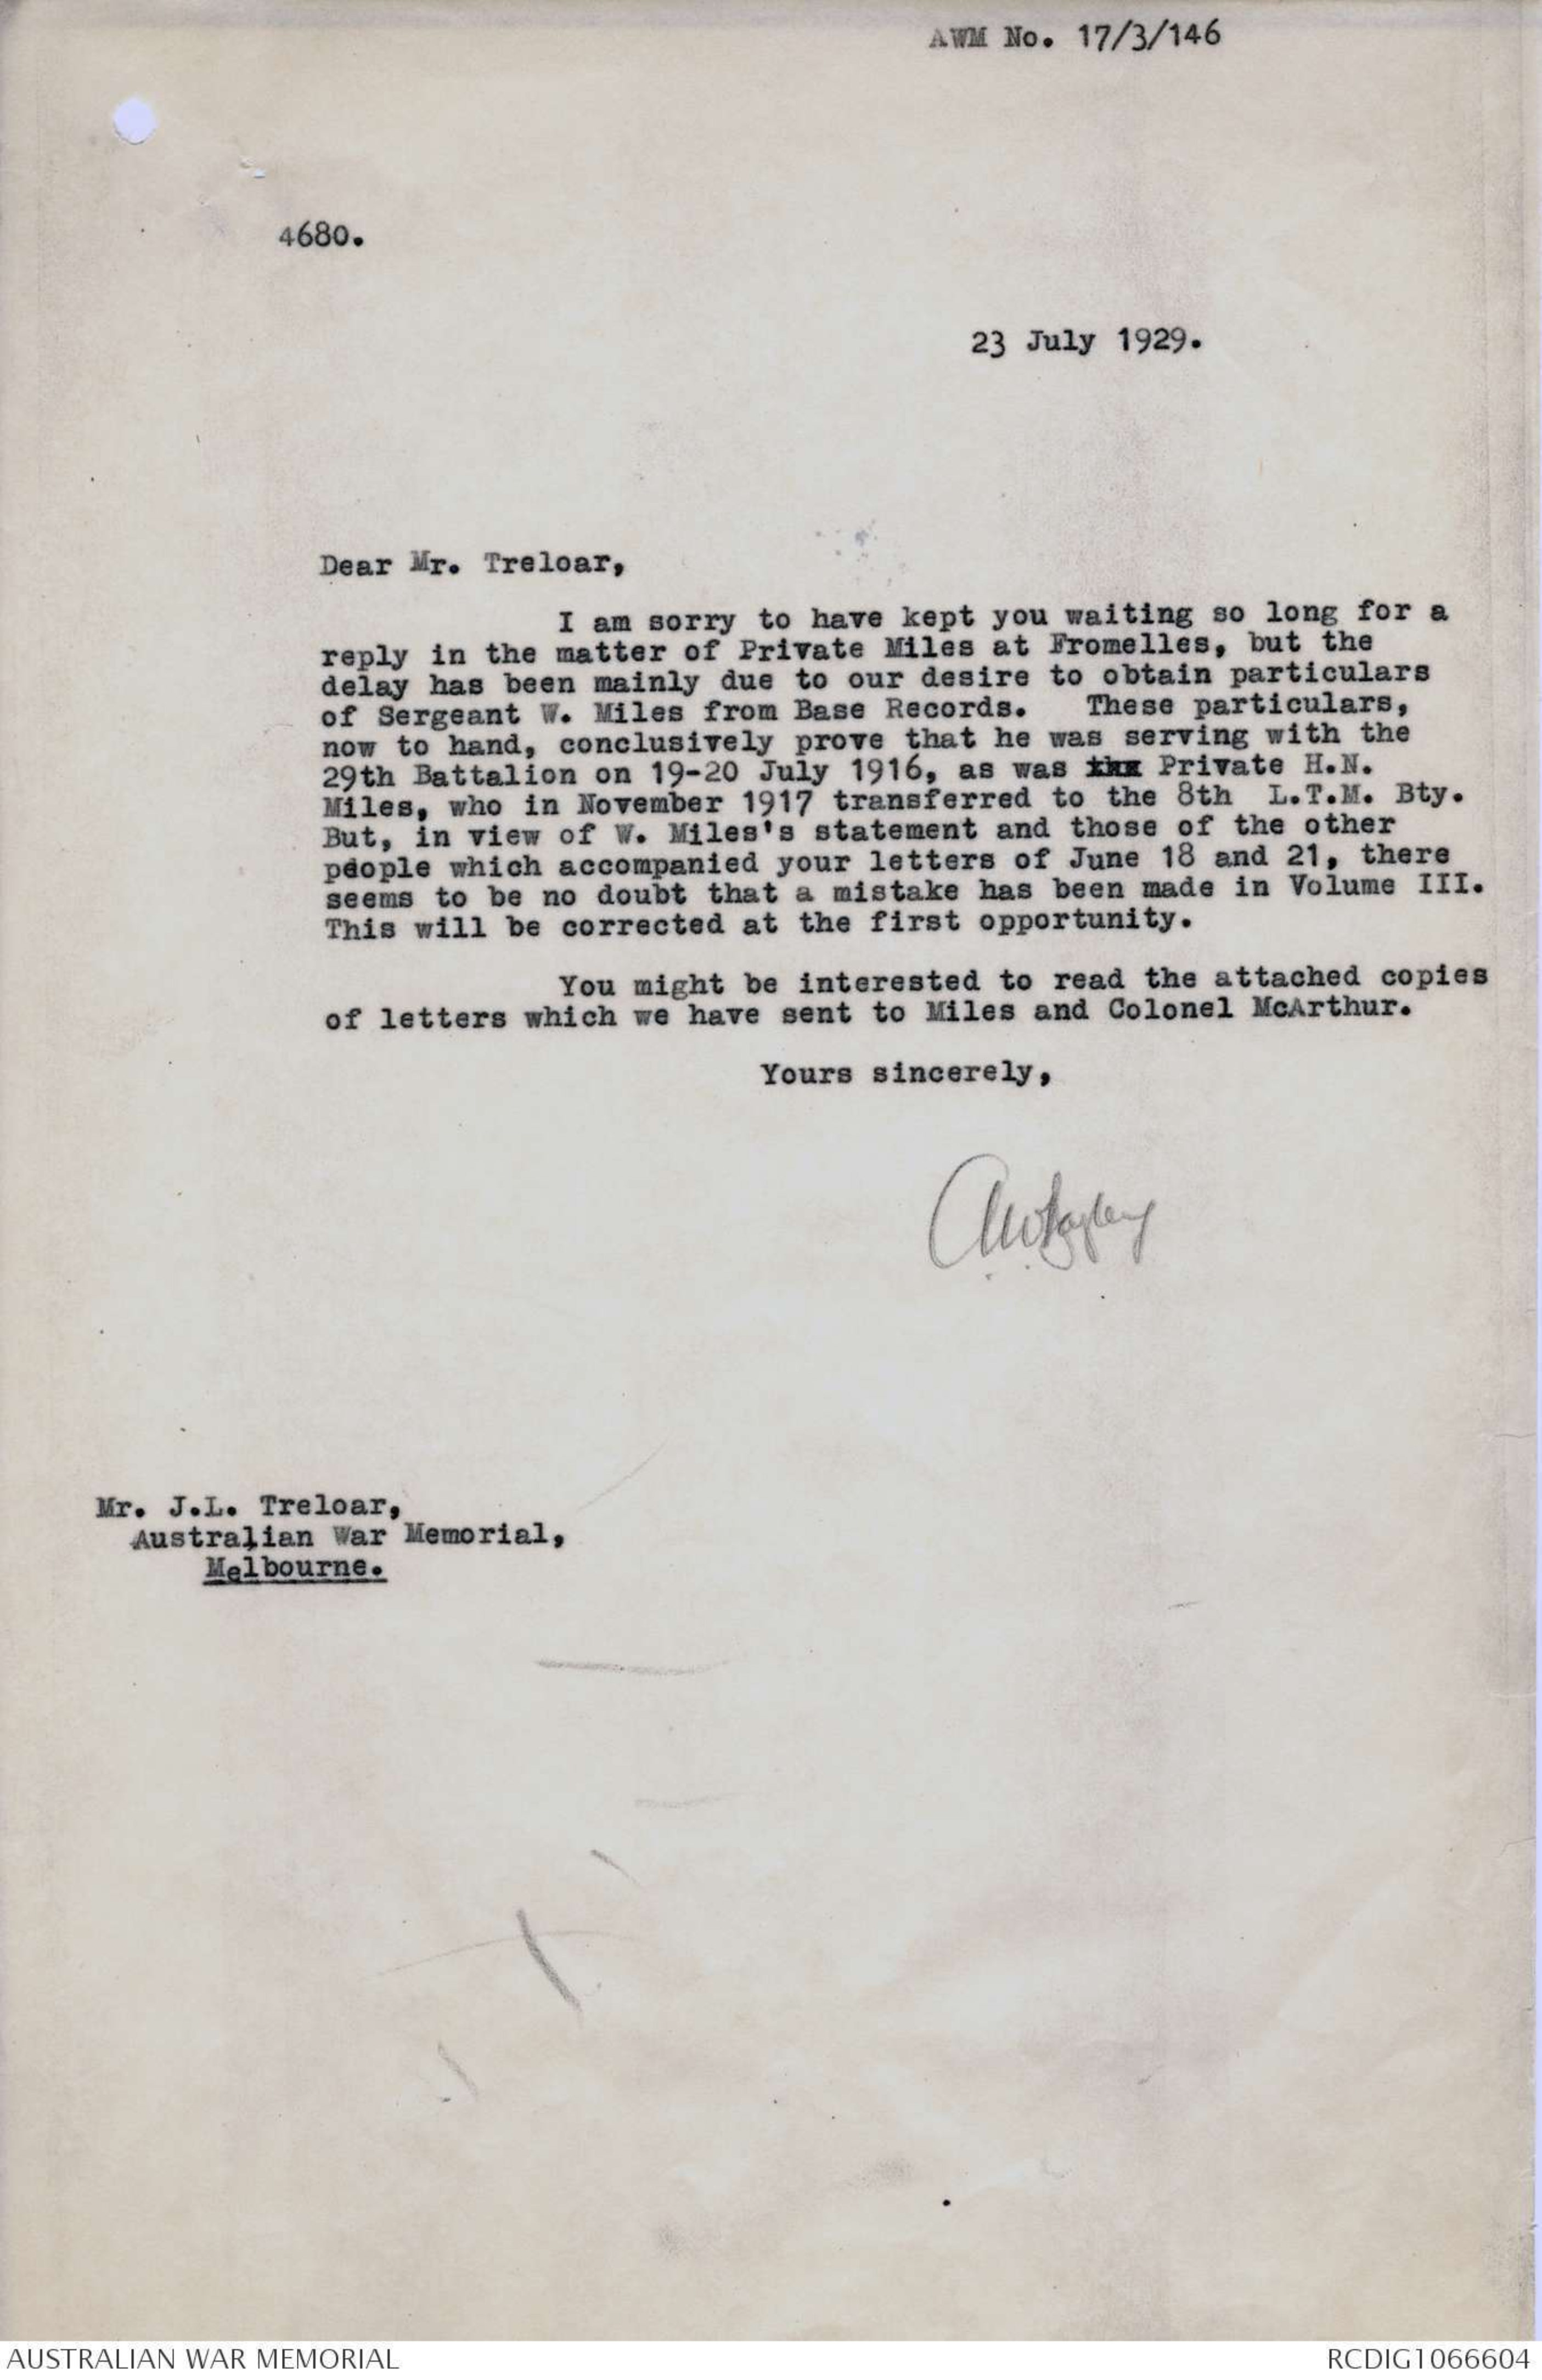 AWM No. 17/3/146
4680.
23 July 1929.
Dear Mr. Treloar,
I am sorry to have kept you waiting so long for a
reply in the matter of Private Miles at Fromelles, but the
delay has been mainly due to our desire to obtain particulars
of Sergeant W. Miles from Base Records. These particulars,
now to hand, conclusively prove that he was serving with the
29th Battalion on 19-20 July 1916, as was Private H.N.
Miles, who in November 1917 transferred to the 8th L.T.M. Bty.
But, in view of W. Miles's statement and those of the other
people which accompanied your letters of June 18 and 21, there
seems to be no doubt that a mistake has been made in Volume III.
This will be corrected at the first opportunity.
You might be interested to read the attached copies
of letters which we have sent to Miles and Colonel McArthur.
Yours sincerely,
Mr. J.L. Treloar,
Australian War Memorial,
Melbourne.
AUSTRALIAN WAR MEMORIAL
RCDIG1066604